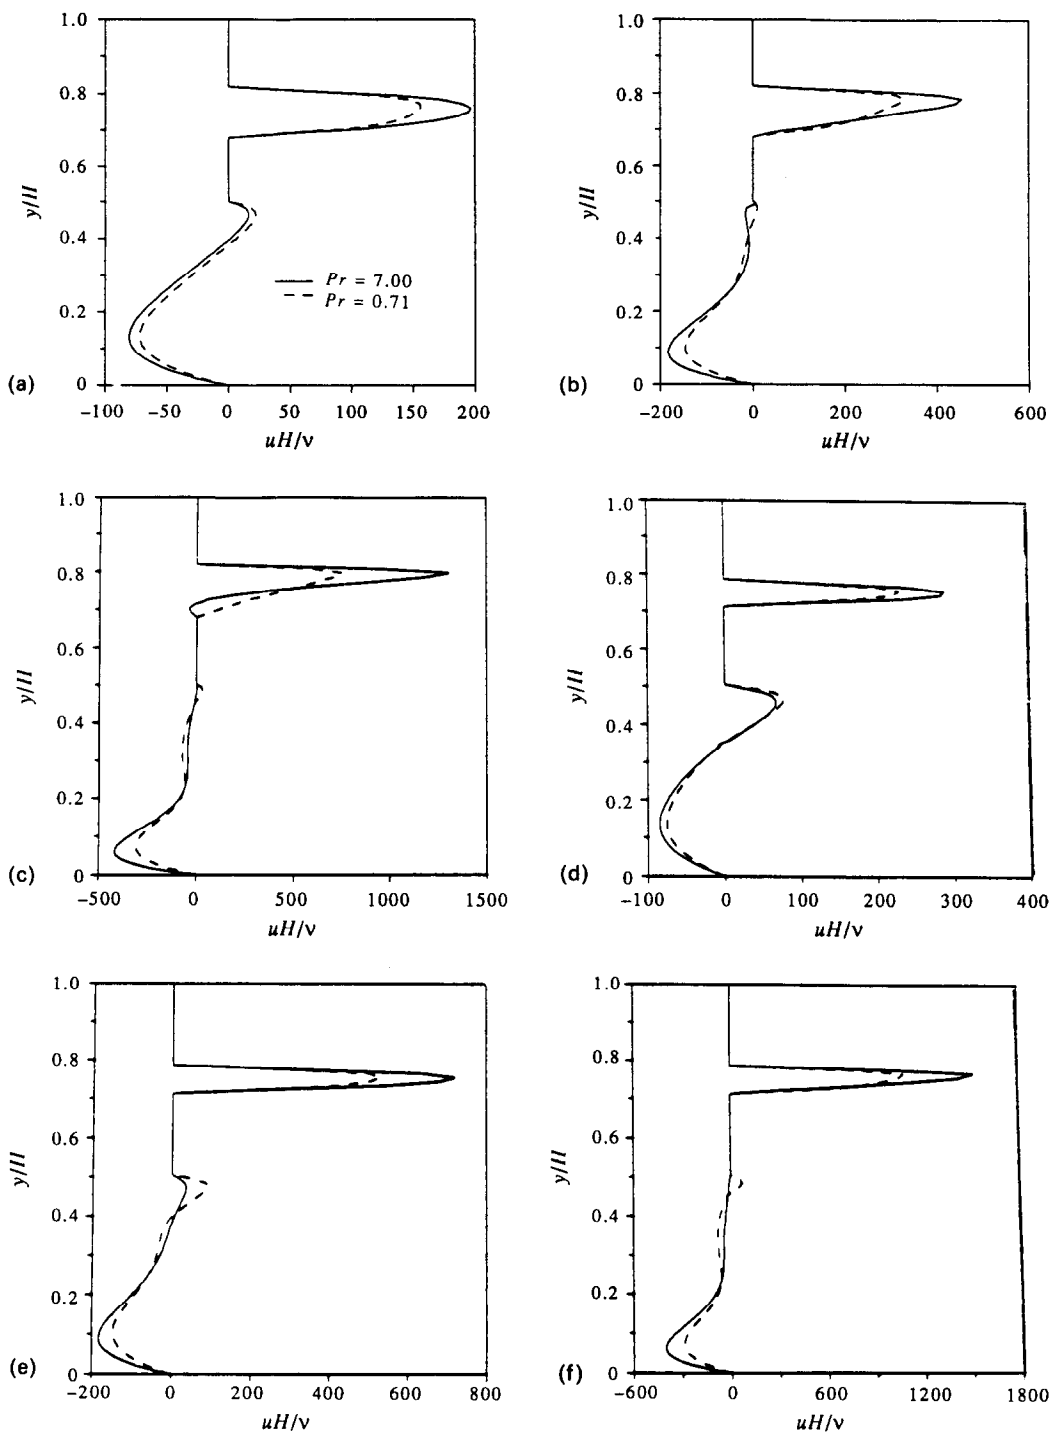 1.0
0.8
0.6
0.4
0.2
0
y/H
Pr = 7.00
Pr = 0.71
(a)
−100 −50 0 50 100 150 200
uH/ν
1.0
0.8
0.6
0.4
0.2
0
y/H
(b)
−200 0 200 400 600
uH/ν
1.0
0.8
0.6
0.4
0.2
0
y/H
(c)
−500 0 500 1000 1500
uH/ν
1.0
0.8
0.6
0.4
0.2
0
y/H
(d)
−100 0 100 200 300 400
uH/ν
1.0
0.8
0.6
0.4
0.2
0
y/H
(e)
−200 0 200 400 600 800
uH/ν
1.0
0.8
0.6
0.4
0.2
0
y/H
(f)
−600 0 600 1200 1800
uH/ν